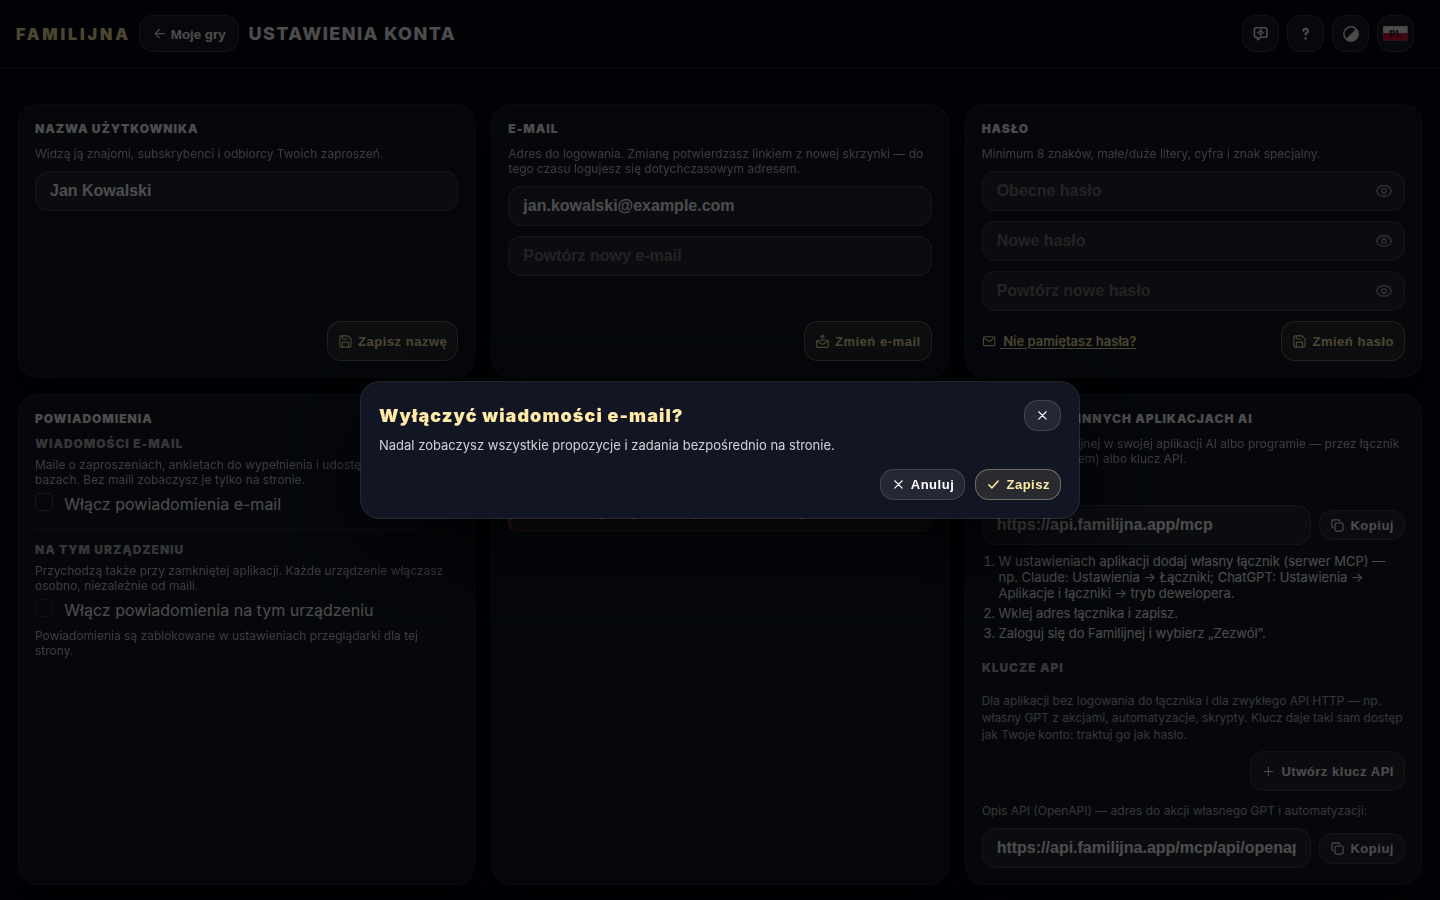 FAMILIJNA
Moje gry
USTAWIENIA KONTA
?
PL
NAZWA UŻYTKOWNIKA
Widzą ją znajomi, subskrybenci i odbiorcy Twoich zaproszeń.
Jan Kowalski
Zapisz nazwę
E-MAIL
Adres do logowania. Zmianę potwierdzasz linkiem z nowej skrzynki — do
tego czasu logujesz się dotychczasowym adresem.
jan.kowalski@example.com
Powtórz nowy e-mail
Zmień e-mail
HASŁO
Minimum 8 znaków, małe/duże litery, cyfra i znak specjalny.
Obecne hasło
Nowe hasło
Powtórz nowe hasło
Nie pamiętasz hasła?
Zmień hasło
Wyłączyć wiadomości e-mail?
Nadal zobaczysz wszystkie propozycje i zadania bezpośrednio na stronie.
Anuluj
Zapisz
POWIADOMIENIA
WIADOMOŚCI E-MAIL
Maile o zaproszeniach, ankietach do wypełnienia i
bazach. Bez maili zobaczysz je tylko na stronie.
Włącz powiadomienia e-mail
NA TYM URZĄDZENIU
Przychodzą także przy zamkniętej aplikacji. Każde urządzenie włączasz
osobno, niezależnie od maili.
Włącz powiadomienia na tym urządzeniu
Powiadomienia są zablokowane w ustawieniach przeglądarki dla tej
strony.
INNYCH APLIKACJACH AI
w swojej aplikacji AI albo programie — przez łącznik
albo klucz API.
https://api.familijna.app/mcp
Kopiuj
1. W ustawieniach aplikacji dodaj własny łącznik (serwer MCP) —
np. Claude: Ustawienia → Łączniki; ChatGPT: Ustawienia →
Aplikacje i łączniki → tryb dewelopera.
2. Wklej adres łącznika i zapisz.
3. Zaloguj się do Familijnej i wybierz „Zezwól”.
KLUCZE API
Dla aplikacji bez logowania do łącznika i dla zwykłego API HTTP — np.
własny GPT z akcjami, automatyzacje, skrypty. Klucz daje taki sam dostęp
jak Twoje konto: traktuj go jak hasło.
Utwórz klucz API
Opis API (OpenAPI) — adres do akcji własnego GPT i automatyzacji:
https://api.familijna.app/mcp/api/openap
Kopiuj